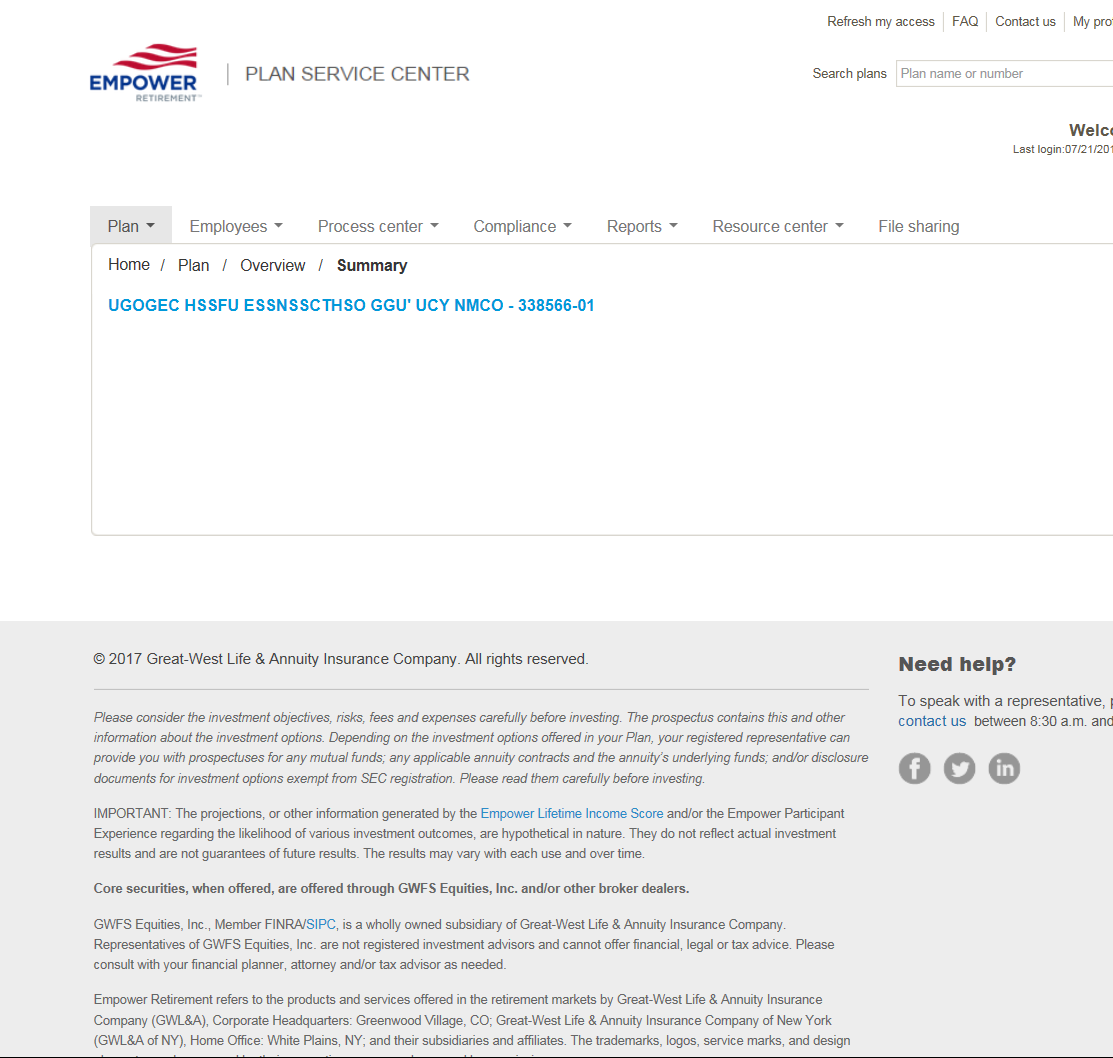 Refresh my access FAQ Contact us My pro
EMPOWER
RETIREMENT™
PLAN SERVICE CENTER
Search plans Plan name or number
Welco
Last login:07/21/201
Plan Employees Process center Compliance Reports Resource center File sharing
Home / Plan / Overview / Summary
UGOGEC HSSFU ESSNSSCTHSO GGU' UCY NMCO - 338566-01
© 2017 Great-West Life & Annuity Insurance Company. All rights reserved.
Please consider the investment objectives, risks, fees and expenses carefully before investing. The prospectus contains this and other
information about the investment options. Depending on the investment options offered in your Plan, your registered representative can
provide you with prospectuses for any mutual funds; any applicable annuity contracts and the annuity's underlying funds; and/or disclosure
documents for investment options exempt from SEC registration. Please read them carefully before investing.
IMPORTANT: The projections, or other information generated by the Empower Lifetime Income Score and/or the Empower Participant
Experience regarding the likelihood of various investment outcomes, are hypothetical in nature. They do not reflect actual investment
results and are not guarantees of future results. The results may vary with each use and over time.
Core securities, when offered, are offered through GWFS Equities, Inc. and/or other broker dealers.
GWFS Equities, Inc., Member FINRA/SIPC, is a wholly owned subsidiary of Great-West Life & Annuity Insurance Company.
Representatives of GWFS Equities, Inc. are not registered investment advisors and cannot offer financial, legal or tax advice. Please
consult with your financial planner, attorney and/or tax advisor as needed.
Empower Retirement refers to the products and services offered in the retirement markets by Great-West Life & Annuity Insurance
Company (GWL&A), Corporate Headquarters: Greenwood Village, CO; Great-West Life & Annuity Insurance Company of New York
(GWL&A of NY), Home Office: White Plains, NY; and their subsidiaries and affiliates. The trademarks, logos, service marks, and design
Need help?
To speak with a representative, p
contact us between 8:30 a.m. and